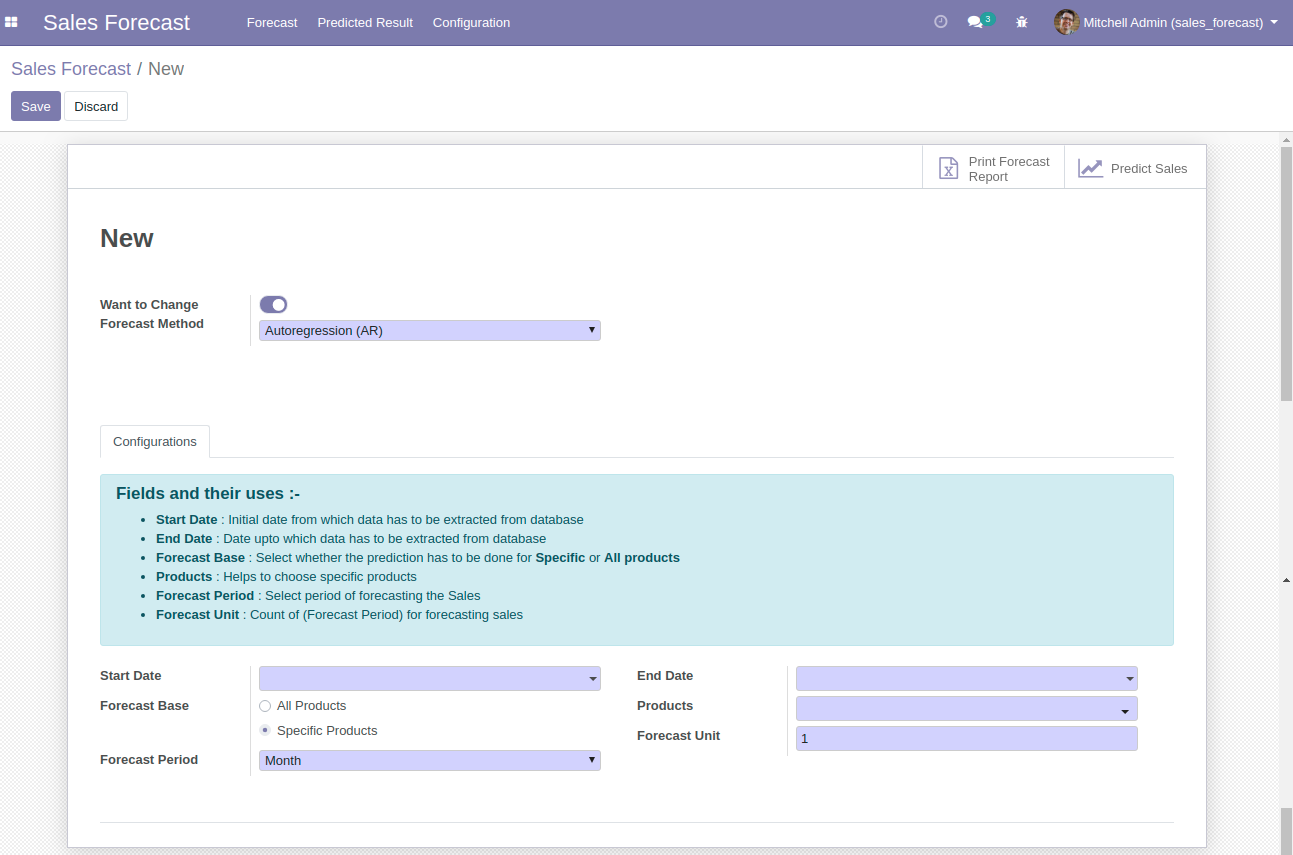 Sales Forecast Forecast Predicted Result Configuration 3 Mitchell Admin (sales_forecast)
Sales Forecast / New
Save Discard
Print Forecast
Report
Predict Sales
New
Want to Change
Forecast Method
Autoregression (AR)
Configurations
Fields and their uses :-
Start Date : Initial date from which data has to be extracted from database
End Date : Date upto which data has to be extracted from database
Forecast Base : Select whether the prediction has to be done for Specific or All products
Products : Helps to choose specific products
Forecast Period : Select period of forecasting the Sales
Forecast Unit : Count of (Forecast Period) for forecasting sales
Start Date
End Date
Forecast Base
All Products
Specific Products
Products
Forecast Unit
1
Forecast Period
Month